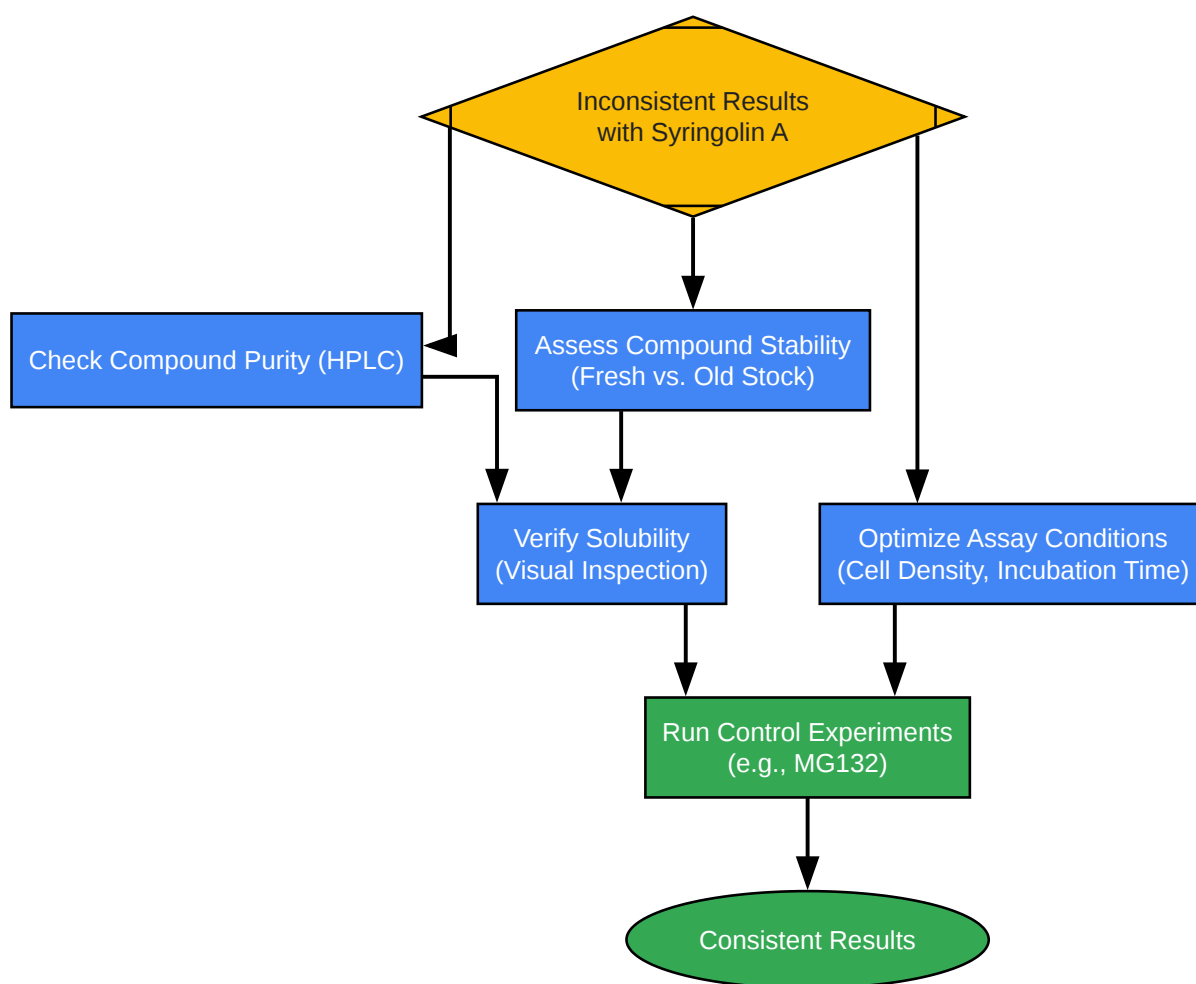 Inconsistent Results
with Syringolin A
Check Compound Purity (HPLC)
Assess Compound Stability
(Fresh vs. Old Stock)
Verify Solubility
(Visual Inspection)
Optimize Assay Conditions
(Cell Density, Incubation Time)
Run Control Experiments
(e.g., MG132)
Consistent Results